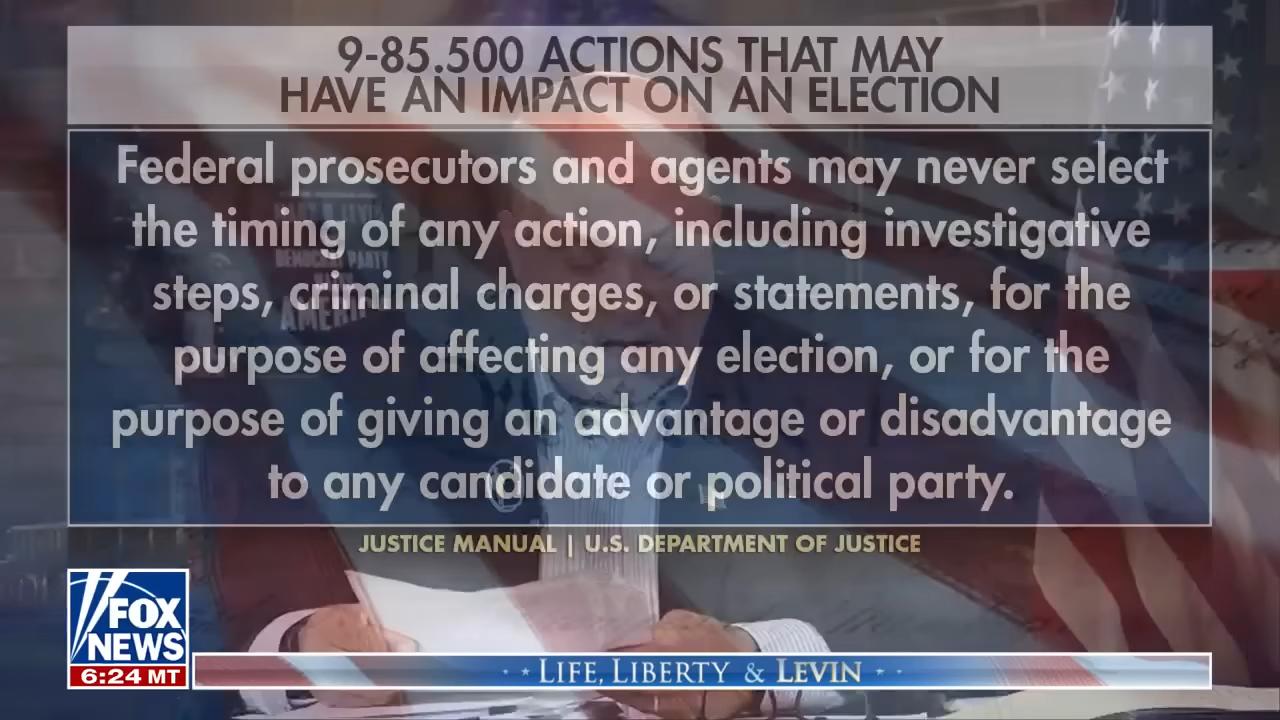 9-85.500 ACTIONS THAT MAY
HAVE AN IMPACT ON AN ELECTION
Federal prosecutors and agents may never select
the timing of any action, including investigative
steps, criminal charges, or statements, for the
purpose of affecting any election, or for the
purpose of giving an advantage or disadvantage
to any candidate or political party.
JUSTICE MANUAL | U.S. DEPARTMENT OF JUSTICE
DEMOCRAT PARTY
AMERICA
FOX
NEWS
6:24 MT
LIFE, LIBERTY & LEVIN